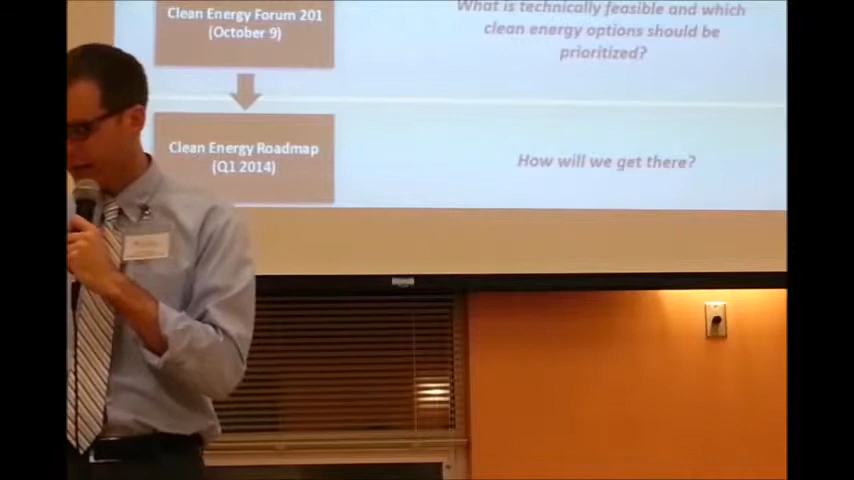 Clean Energy Forum 201
(October 9)
What is technically feasible and which
clean energy options should be
prioritized?
Clean Energy Roadmap
(Q1 2014)
How will we get there?